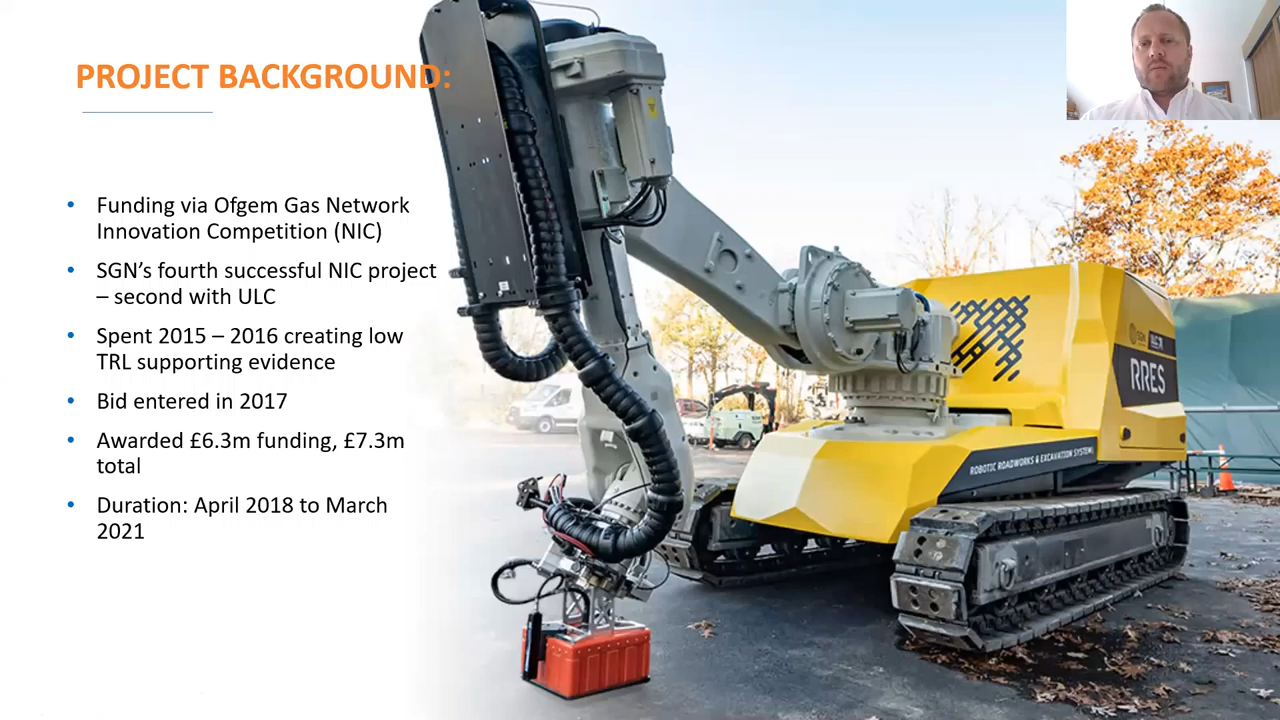 PROJECT BACKGROUND:
• Funding via Ofgem Gas Network
Innovation Competition (NIC)
• SGN’s fourth successful NIC project
– second with ULC
• Spent 2015 – 2016 creating low
TRL supporting evidence
• Bid entered in 2017
• Awarded £6.3m funding, £7.3m
total
• Duration: April 2018 to March
2021
SGN
RRES
ROBOTIC ROADWORKS & EXCAVATION SYSTEM